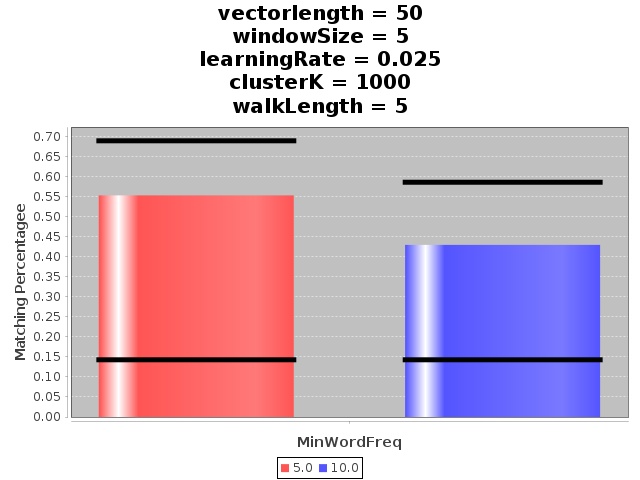 vectorlength = 50
windowSize = 5
learningRate = 0.025
clusterK = 1000
walkLength = 5
Matching Percentagee
0.70
0.65
0.60
0.55
0.50
0.45
0.40
0.35
0.30
0.25
0.20
0.15
0.10
0.05
0.00
MinWordFreq
5.0 10.0